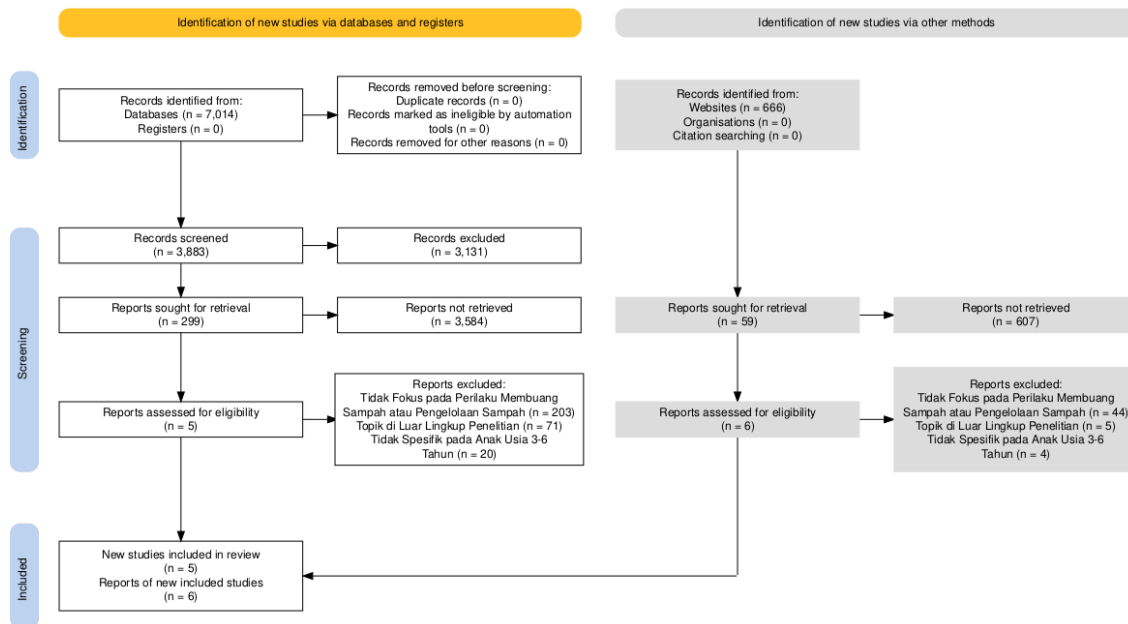 Identification of new studies via databases and registers
Identification of new studies via other methods
Identification
Records identified from:
Databases (n = 7,014)
Registers (n = 0)
Records removed before screening:
Duplicate records (n = 0)
Records marked as ineligible by automation
tools (n = 0)
Records removed for other reasons (n = 0)
Records identified from:
Websites (n = 666)
Organisations (n = 0)
Citation searching (n = 0)
Screening
Records screened
(n = 3,883)
Records excluded
(n = 3,131)
Reports sought for retrieval
(n = 299)
Reports not retrieved
(n = 3,584)
Reports sought for retrieval
(n = 59)
Reports not retrieved
(n = 607)
Reports assessed for eligibility
(n = 5)
Reports excluded:
Tidak Fokus pada Perilaku Membuang
Sampah atau Pengelolaan Sampah (n = 203)
Topik di Luar Lingkup Penelitian (n = 71)
Tidak Spesifik pada Anak Usia 3-6
Tahun (n = 20)
Reports assessed for eligibility
(n = 6)
Reports excluded:
Tidak Fokus pada Perilaku Membuang
Sampah atau Pengelolaan Sampah (n = 44)
Topik di Luar Lingkup Penelitian (n = 5)
Tidak Spesifik pada Anak Usia 3-6
Tahun (n = 4)
Included
New studies included in review
(n = 5)
Reports of new included studies
(n = 6)